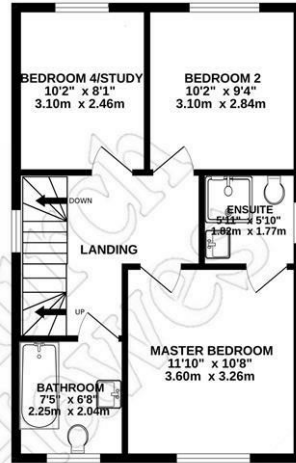 BEDROOM 4/STUDY
10'2" x 8'1"
3.10m x 2.46m
BEDROOM 2
10'2" x 9'4"
3.10m x 2.84m
DOWN
ENSUITE
5'11" x 5'10"
1.82m x 1.77m
LANDING
UP
MASTER BEDROOM
11'10" x 10'8"
3.60m x 3.26m
BATHROOM
7'5" x 6'8"
2.25m x 2.04m